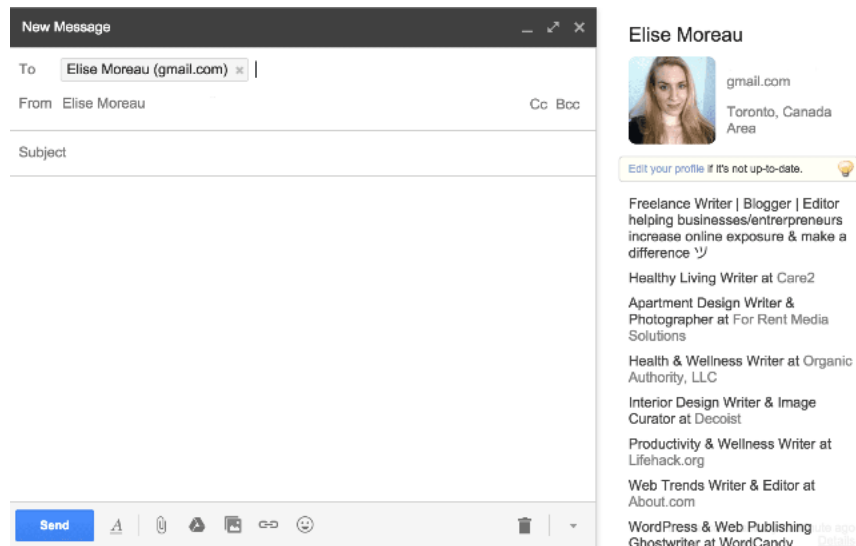 New Message
To Elise Moreau (gmail.com) ×
From Elise Moreau Cc Bcc
Subject
Send A
Elise Moreau
gmail.com
Toronto, Canada
Area
Edit your profile if it's not up-to-date.
Freelance Writer | Blogger | Editor
helping businesses/entrerpreneurs
increase online exposure & make a
difference ツ
Healthy Living Writer at Care2
Apartment Design Writer &
Photographer at For Rent Media
Solutions
Health & Wellness Writer at Organic
Authority, LLC
Interior Design Writer & Image
Curator at Decoist
Productivity & Wellness Writer at
Lifehack.org
Web Trends Writer & Editor at
About.com
WordPress & Web Publishing
Ghostwriter at WordCandy
Details